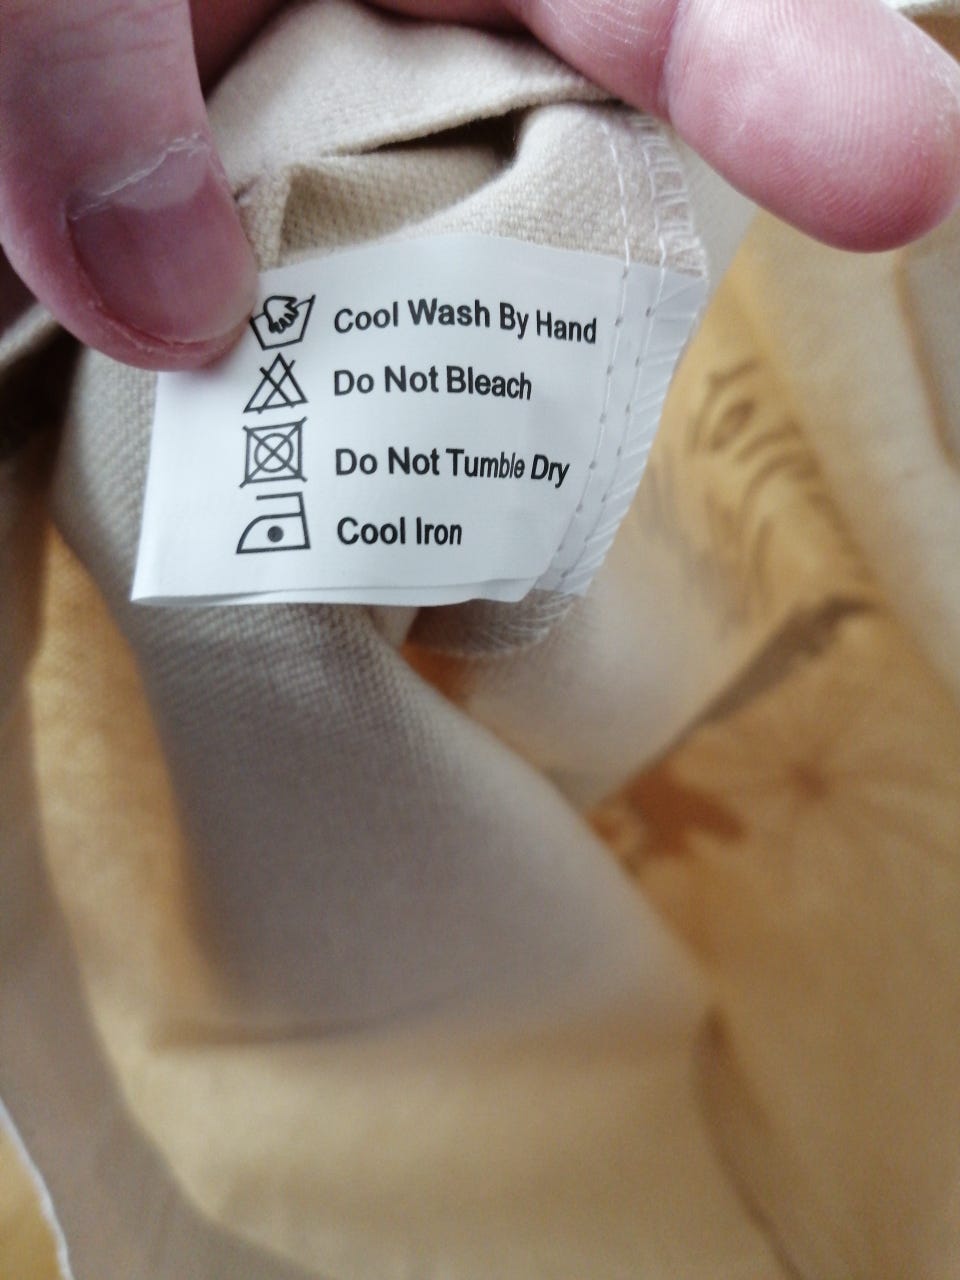 Cool Wash By Hand
Do Not Bleach
Do Not Tumble Dry
Cool Iron